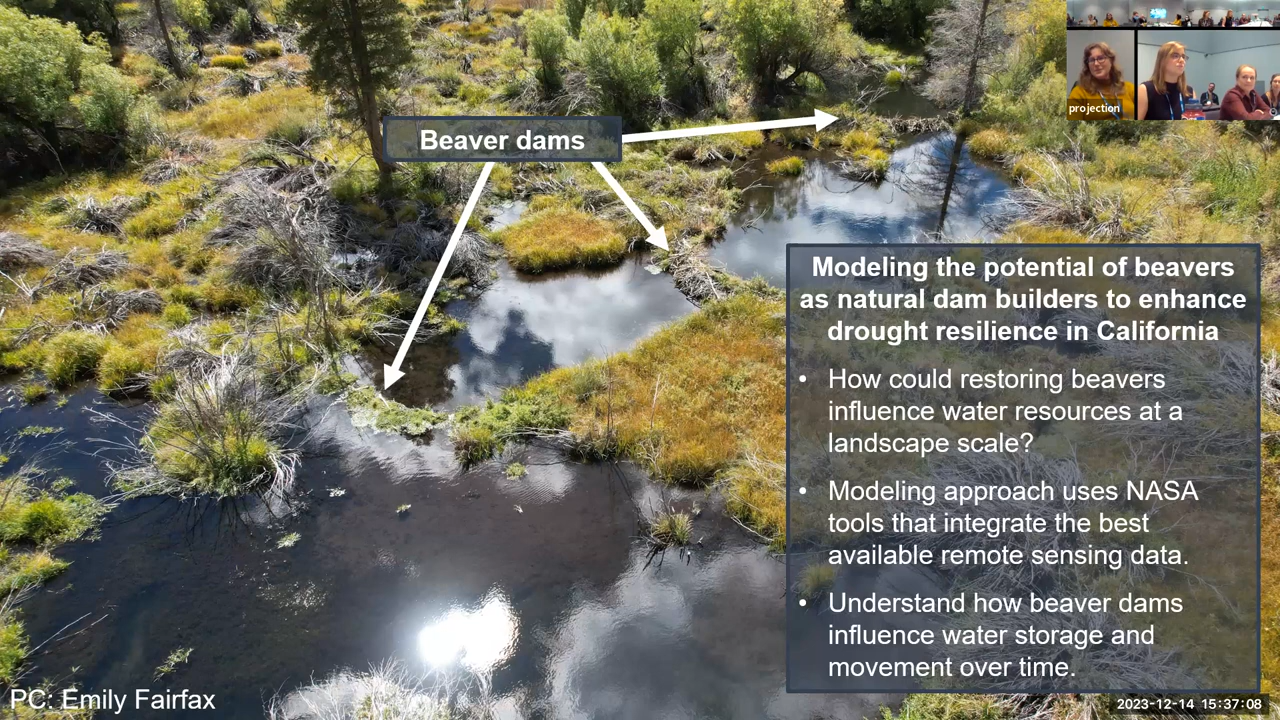 projection
Beaver dams
Modeling the potential of beavers
as natural dam builders to enhance
drought resilience in California
• How could restoring beavers
influence water resources at a
landscape scale?
• Modeling approach uses NASA
tools that integrate the best
available remote sensing data.
• Understand how beaver dams
influence water storage and
movement over time.
PC: Emily Fairfax
2023-12-14 15:37:08